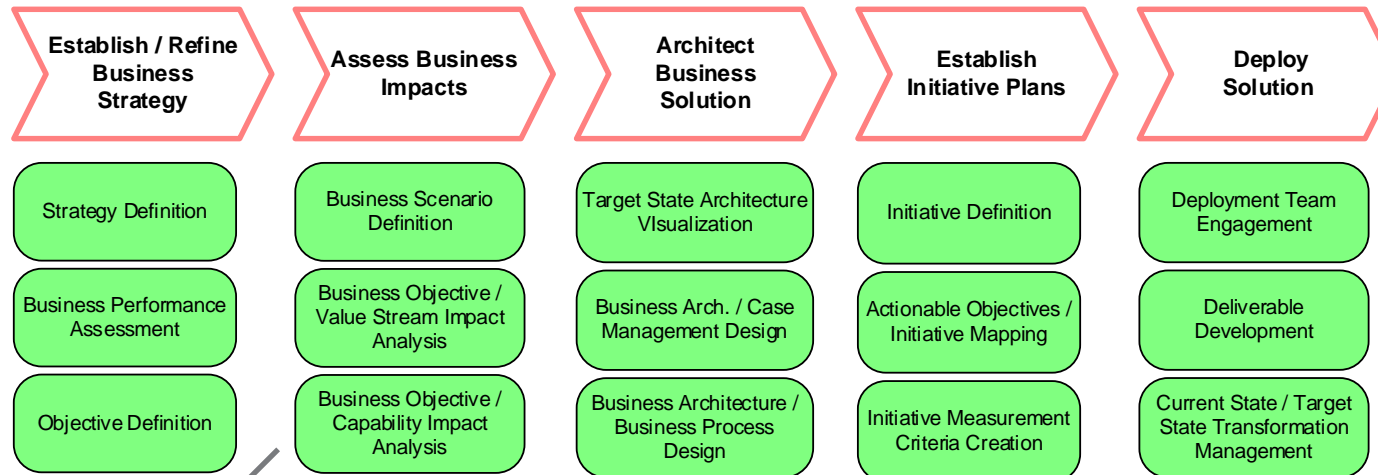 Establish / Refine
Business
Strategy
Assess Business
Impacts
Architect
Business
Solution
Establish
Initiative Plans
Deploy
Solution
Strategy Definition
Business Scenario
Definition
Target State Architecture
VIsualization
Initiative Definition
Deployment Team
Engagement
Business Performance
Assessment
Business Objective /
Value Stream Impact
Analysis
Business Arch. / Case
Management Design
Actionable Objectives /
Initiative Mapping
Deliverable
Development
Objective Definition
Business Objective /
Capability Impact
Analysis
Business Architecture /
Business Process
Design
Initiative Measurement
Criteria Creation
Current State / Target
State Transformation
Management